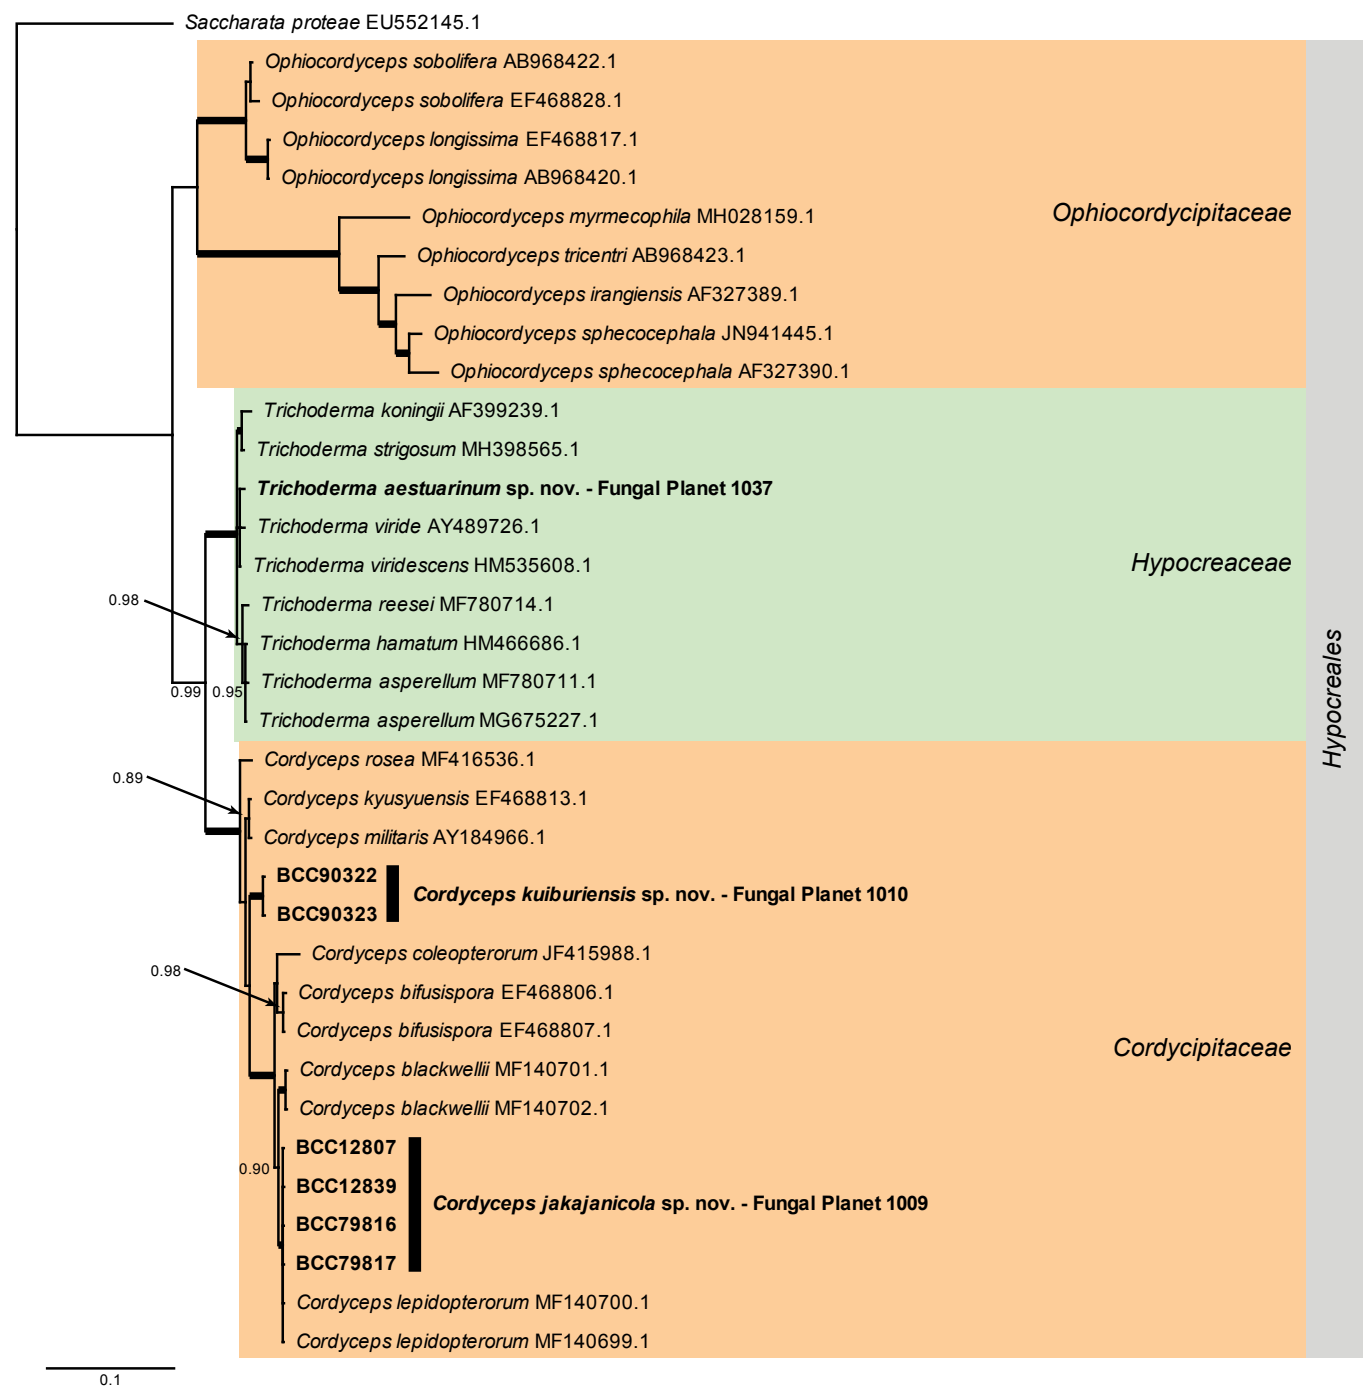 Saccharata proteae EU552145.1
Ophiocordyceps sobolifera AB968422.1
Ophiocordyceps sobolifera EF468828.1
Ophiocordyceps longissima EF468817.1
Ophiocordyceps longissima AB968420.1
Ophiocordyceps myrmecophila MH028159.1
Ophiocordycipitaceae
Ophiocordyceps tricentri AB968423.1
Ophiocordyceps irangiensis AF327389.1
Ophiocordyceps sphecocephala JN941445.1
Ophiocordyceps sphecocephala AF327390.1
Trichoderma koningii AF399239.1
Trichoderma strigosum MH398565.1
Trichoderma aestuarinum sp. nov. - Fungal Planet 1037
Trichoderma viride AY489726.1
Trichoderma viridescens HM535608.1
Hypocreaceae
0.98
Trichoderma reesei MF780714.1
Trichoderma hamatum HM466686.1
Trichoderma asperellum MF780711.1
0.99
0.95
Trichoderma asperellum MG675227.1
Hypocreales
Cordyceps rosea MF416536.1
0.89
Cordyceps kyusyuensis EF468813.1
Cordyceps militaris AY184966.1
BCC90322
Cordyceps kuiburiensis sp. nov. - Fungal Planet 1010
BCC90323
Cordyceps coleopterorum JF415988.1
0.98
Cordyceps bifusispora EF468806.1
Cordyceps bifusispora EF468807.1
Cordycipitaceae
Cordyceps blackwellii MF140701.1
Cordyceps blackwellii MF140702.1
BCC12807
0.90
BCC12839
Cordyceps jakajanicola sp. nov. - Fungal Planet 1009
BCC79816
BCC79817
Cordyceps lepidopterorum MF140700.1
Cordyceps lepidopterorum MF140699.1
0.1